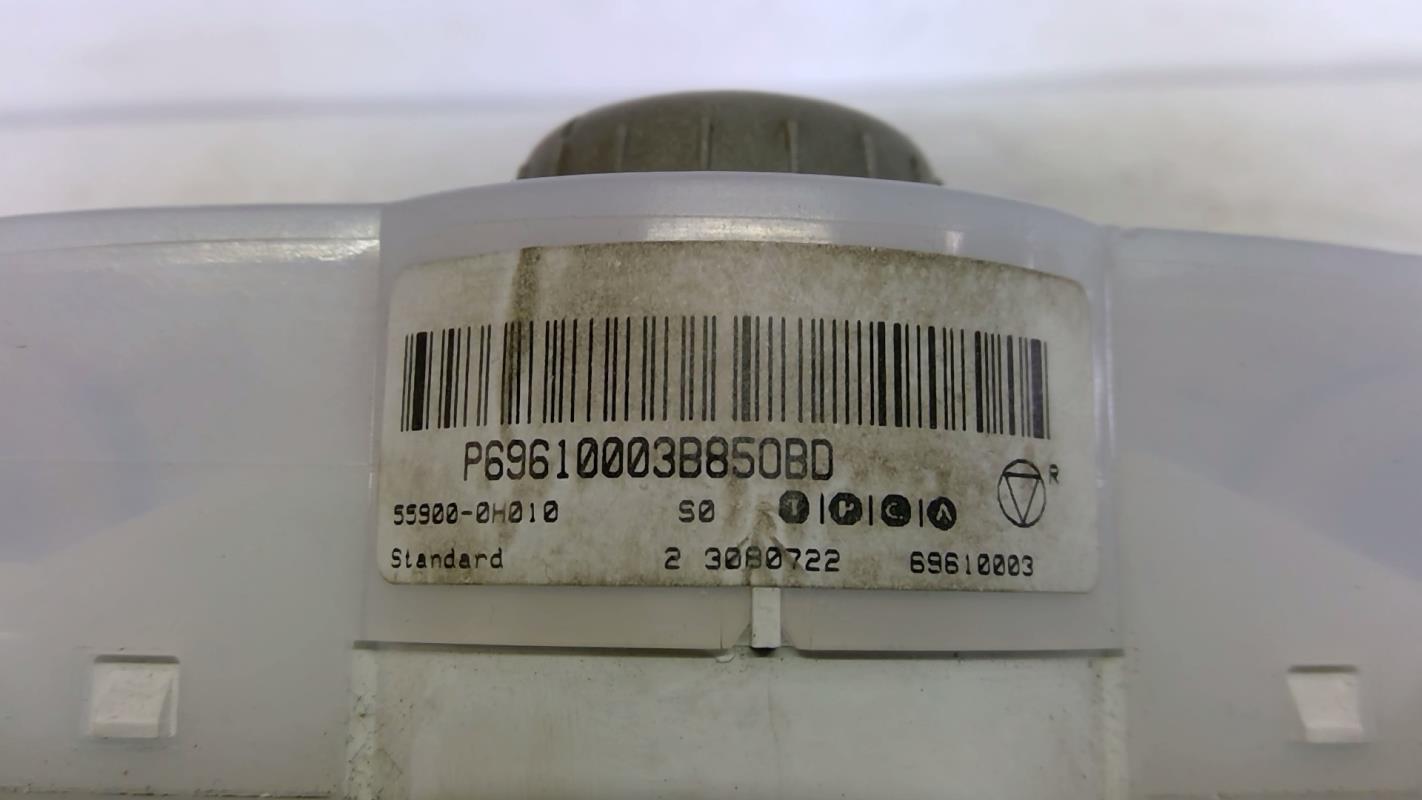 P69610003B850BD
55900-0H010 S0 T|P|C|A R
Standard 2 3080722 69610003